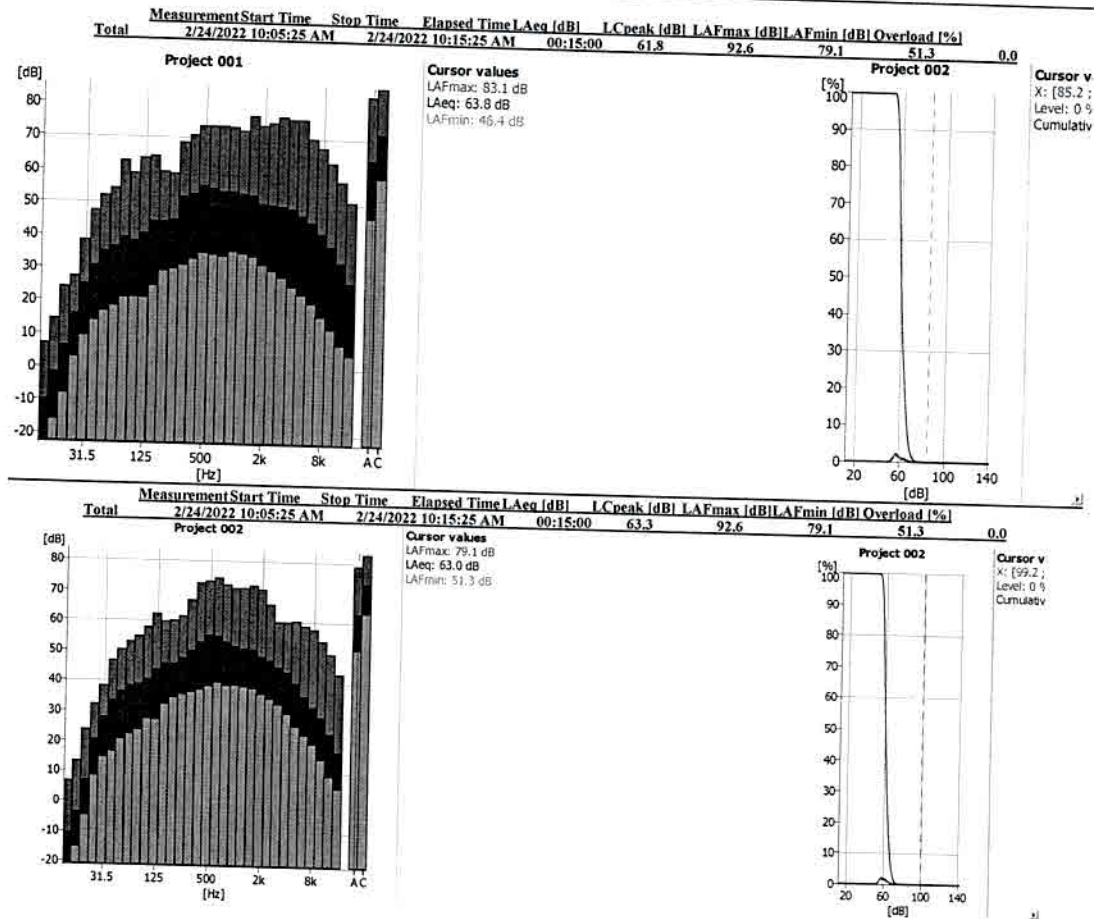 Measurement Start Time Stop Time Elapsed Time LAeq [dB] LCpeak [dB] LAFmax [dB] LAFmin [dB] Overload [%]
Total 2/24/2022 10:05:25 AM 2/24/2022 10:15:25 AM 00:15:00 61.8 92.6 79.1 51.3 0.0
Project 001
[dB]
80
70
60
50
40
30
20
10
0
-10
-20
31.5 125 500 2k 8k A C
[Hz]
Cursor values
LAFmax: 83.1 dB
LAeq: 63.8 dB
LAFmin: 46.4 dB
Project 002
[%]
100
90
80
70
60
50
40
30
20
10
0
20 60 100 140
[dB]
Cursor v
X: [85.2 ;
Level: 0 %
Cumulativ
Measurement Start Time Stop Time Elapsed Time LAeq [dB] LCpeak [dB] LAFmax [dB] LAFmin [dB] Overload [%]
Total 2/24/2022 10:05:25 AM 2/24/2022 10:15:25 AM 00:15:00 63.3 92.6 79.1 51.3 0.0
Project 002
[dB]
80
70
60
50
40
30
20
10
0
-10
-20
31.5 125 500 2k 8k A C
[Hz]
Cursor values
LAFmax: 79.1 dB
LAeq: 63.0 dB
LAFmin: 51.3 dB
Project 002
[%]
100
90
80
70
60
50
40
30
20
10
0
20 60 100 140
[dB]
Cursor v
X: [99.2 ;
Level: 0 %
Cumulativ